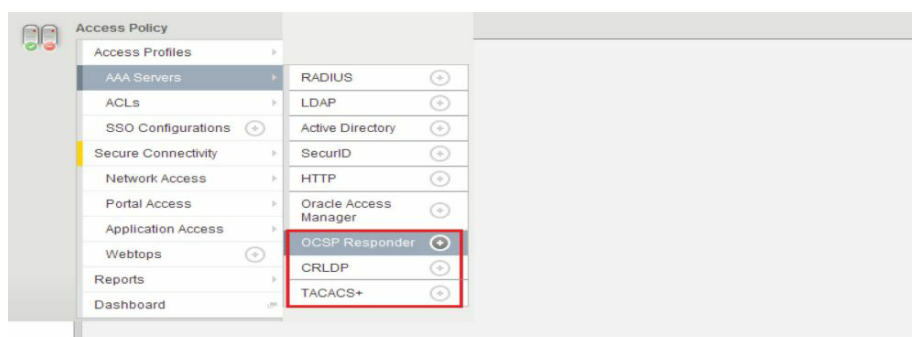 Access Policy
Access Profiles
AAA Servers
ACLs
SSO Configurations
Secure Connectivity
Network Access
Portal Access
Application Access
Webtops
Reports
Dashboard
RADIUS
LDAP
Active Directory
SecurID
HTTP
Oracle Access
Manager
OCSP Responder
CRLDP
TACACS+